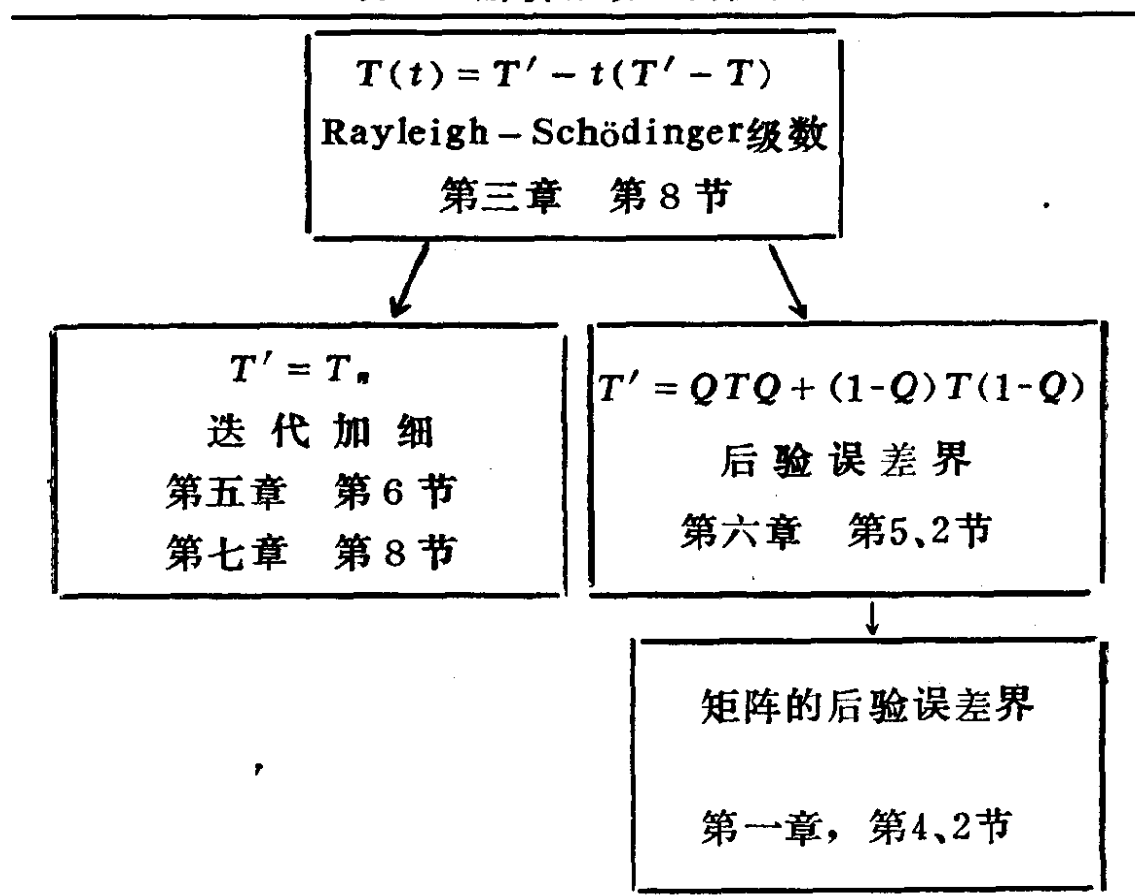 T(t) = T′ − t(T′ − T)
Rayleigh－Schödinger级数
第三章 第8节
T′ = Tₙ
迭代加细
第五章 第6节
第七章 第8节
T′ = QTQ + (1-Q)T(1-Q)
后验误差界
第六章 第5、2节
矩阵的后验误差界
第一章，第4、2节